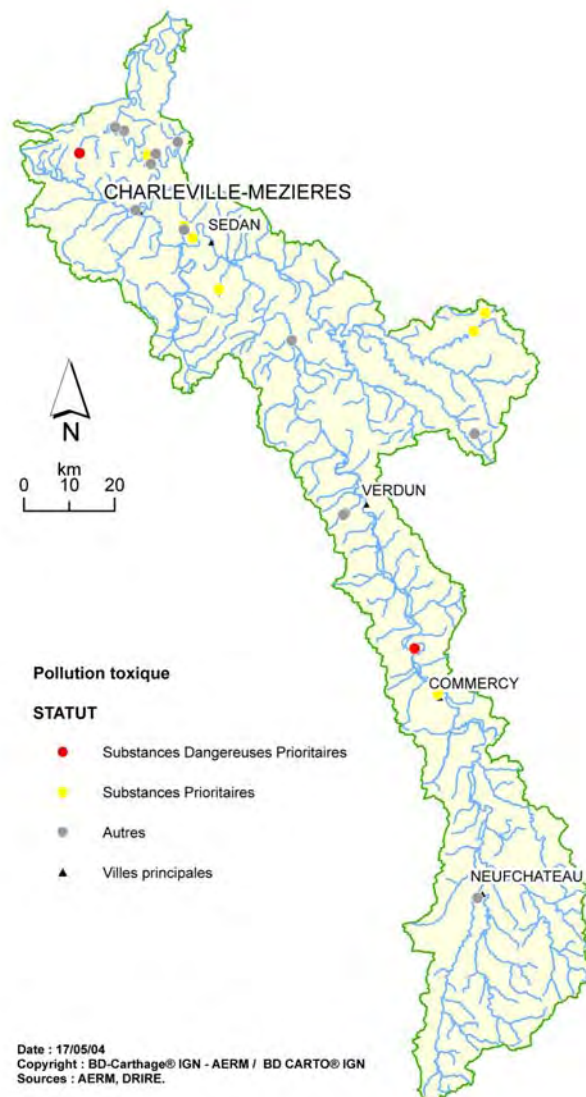 CHARLEVILLE-MEZIERES
SEDAN
N
km
0 10 20
VERDUN
COMMERCY
NEUFCHATEAU
Pollution toxique
STATUT
Substances Dangereuses Prioritaires
Substances Prioritaires
Autres
Villes principales
Date : 17/05/04
Copyright : BD-Carthage® IGN - AERM / BD CARTO® IGN
Sources : AERM, DRIRE.